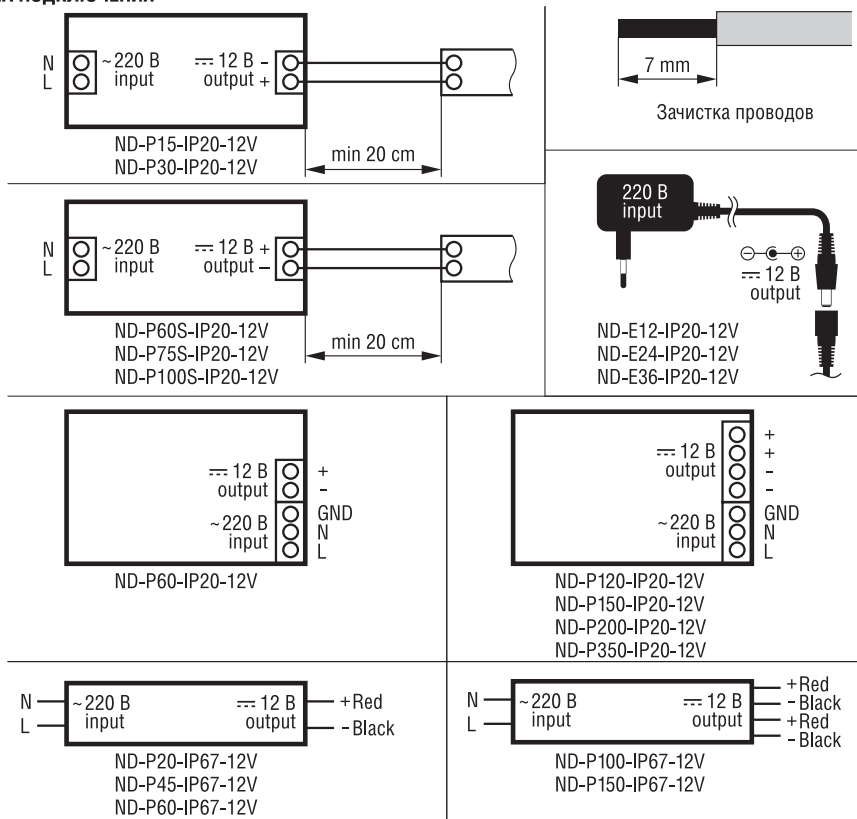 N
L
~220 В
input
12 В -
output +
ND-P15-IP20-12V
ND-P30-IP20-12V
min 20 cm
7 mm
Зачистка проводов
N
L
~220 В
input
12 В +
output -
ND-P60S-IP20-12V
ND-P75S-IP20-12V
ND-P100S-IP20-12V
min 20 cm
220 В
input
12 В
output
ND-E12-IP20-12V
ND-E24-IP20-12V
ND-E36-IP20-12V
12 В
output
+
-
~220 В
input
GND
N
L
ND-P60-IP20-12V
12 В
output
+
+
-
-
~220 В
input
GND
N
L
ND-P120-IP20-12V
ND-P150-IP20-12V
ND-P200-IP20-12V
ND-P350-IP20-12V
N
L
~220 В
input
12 В
output
+Red
-Black
ND-P20-IP67-12V
ND-P45-IP67-12V
ND-P60-IP67-12V
N
L
~220 В
input
12 В
output
+Red
-Black
+Red
-Black
ND-P100-IP67-12V
ND-P150-IP67-12V